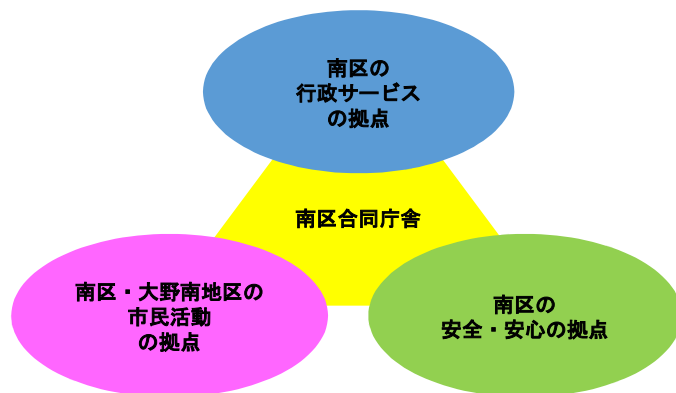 南区の
行政サービス
の拠点
南区合同庁舎
南区・大野南地区の
市民活動
の拠点
南区の
安全・安心の拠点